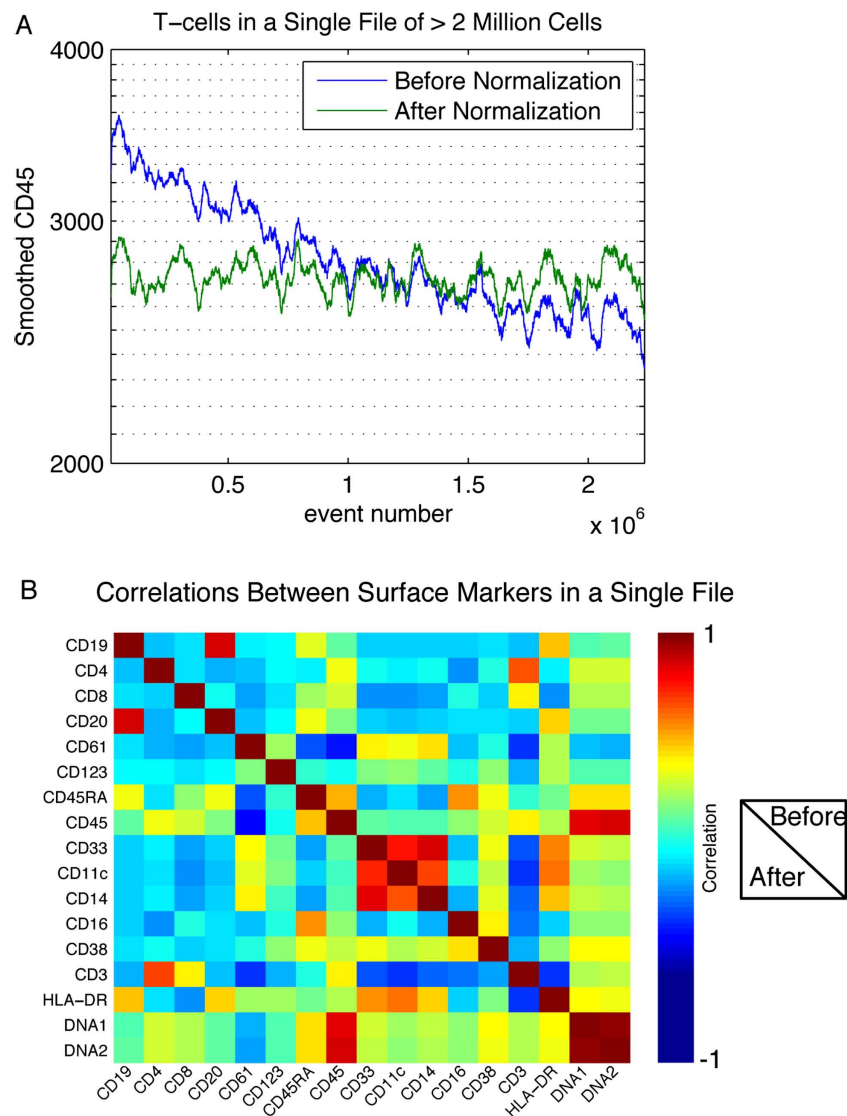 A
T-cells in a Single File of > 2 Million Cells
4000
3000
2000
Smoothed CD45
Before Normalization
After Normalization
0.5
1
1.5
2
event number
x 10^6
B
Correlations Between Surface Markers in a Single File
CD19
CD4
CD8
CD20
CD61
CD123
CD45RA
CD45
CD33
CD11c
CD14
CD16
CD38
CD3
HLA-DR
DNA1
DNA2
CD19
CD4
CD8
CD20
CD61
CD123
CD45RA
CD45
CD33
CD11c
CD14
CD16
CD38
CD3
HLA-DR
DNA1
DNA2
1
Correlation
-1
Before
After